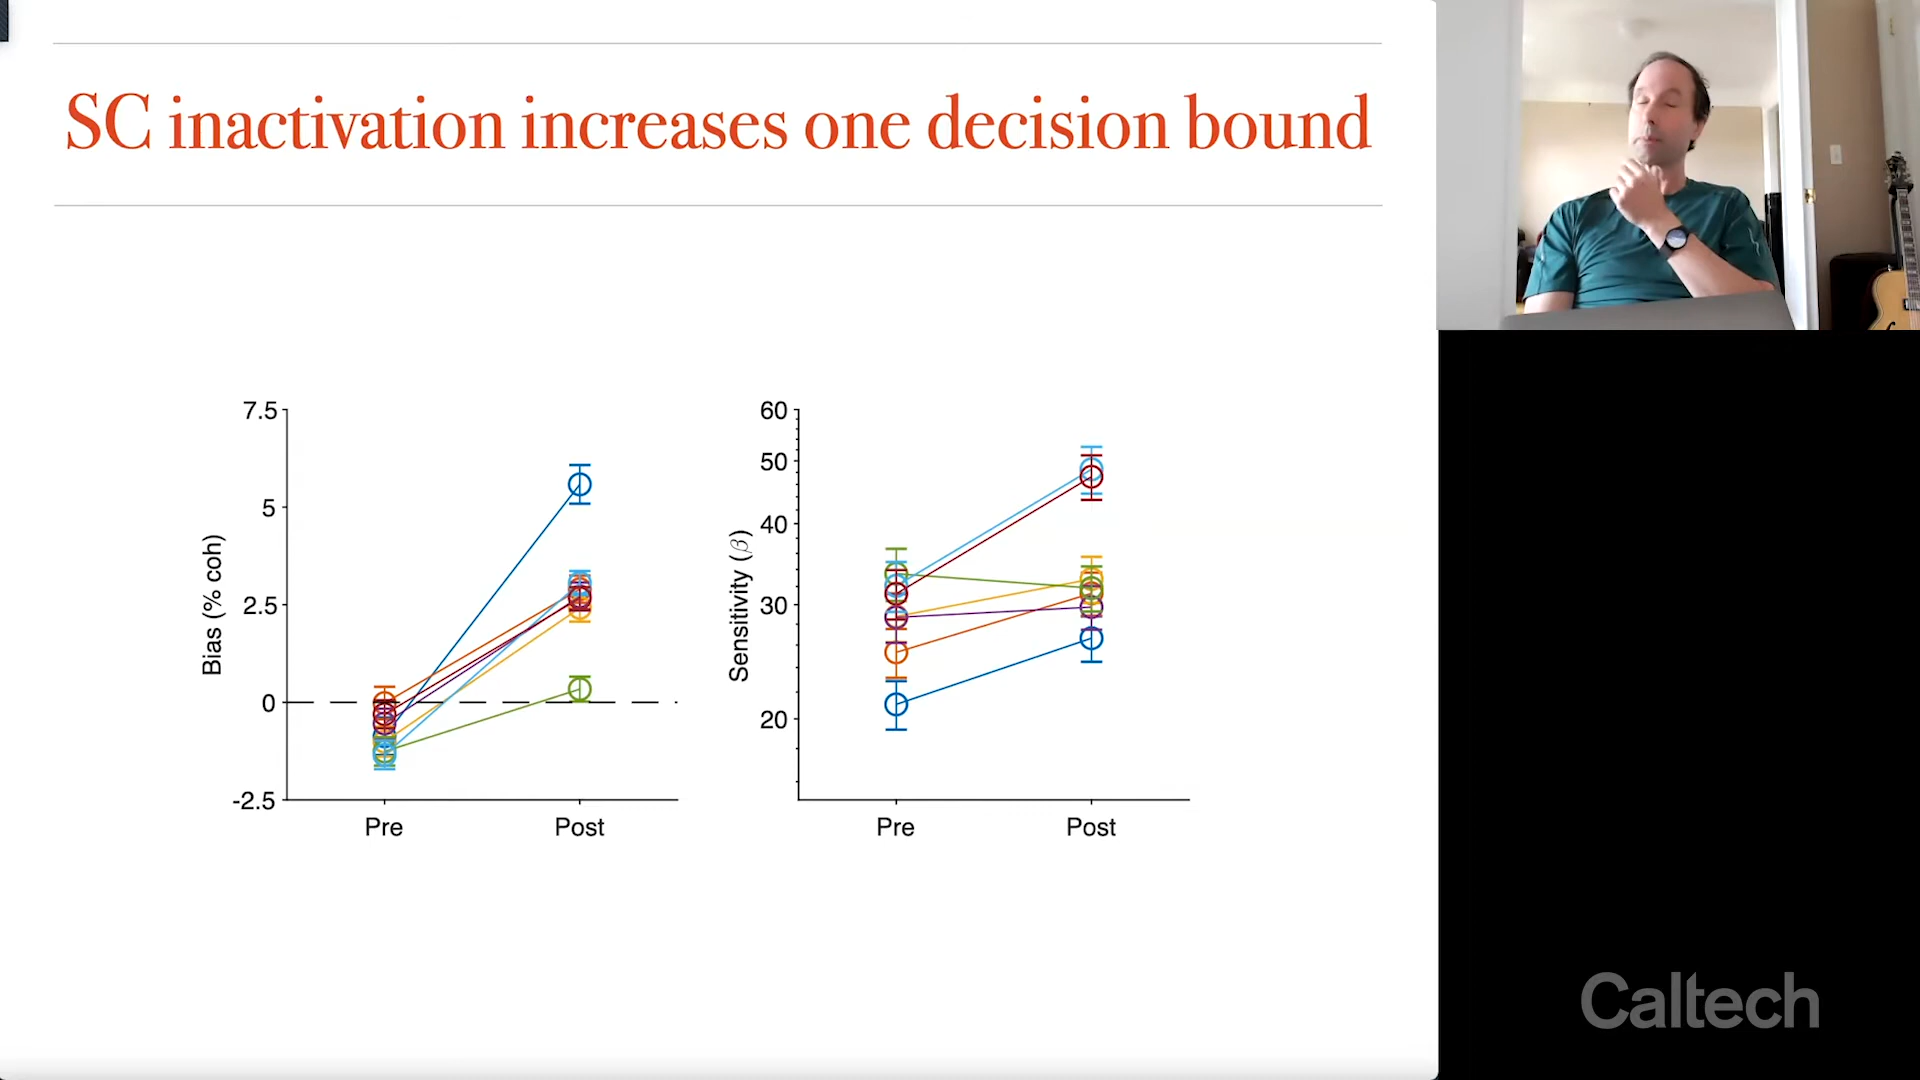 SC inactivation increases one decision bound
Bias (% coh)
7.5
5
2.5
0
-2.5
Pre
Post
Sensitivity (β)
60
50
40
30
20
Pre
Post
Caltech